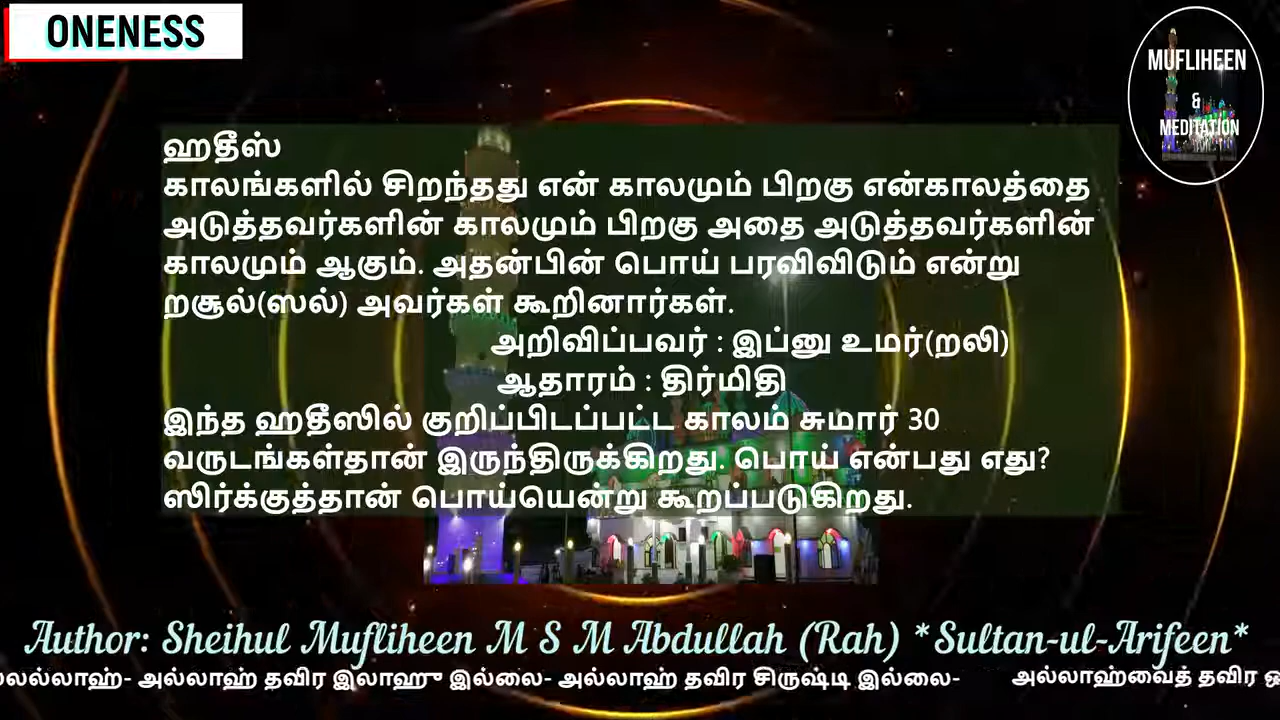 ONENESS
MUFLIHEEN
&
MEDITATION
ஹதீஸ்
காலங்களில் சிறந்தது என் காலமும் பிறகு என்காலத்தை
அடுத்தவர்களின் காலமும் பிறகு அதை அடுத்தவர்களின்
காலமும் ஆகும். அதன்பின் பொய் பரவிவிடும் என்று
றசூல்(ஸல்) அவர்கள் கூறினார்கள்.
அறிவிப்பவர் : இப்னு உமர்(றலி)
ஆதாரம் : திர்மிதி
இந்த ஹதீஸில் குறிப்பிடப்பட்ட காலம் சுமார் 30
வருடங்கள்தான் இருந்திருக்கிறது. பொய் என்பது எது?
ஸிர்க்குத்தான் பொய்யென்று கூறப்படுகிறது.
Author: Sheihul Mufliheen M S M Abdullah (Rah) *Sultan-ul-Arifeen*
அல்லாஹ் தவிர இலாஹு இல்லை- அல்லாஹ் தவிர சிருஷ்டி இல்லை- அல்லாஹ்வைத் தவிர